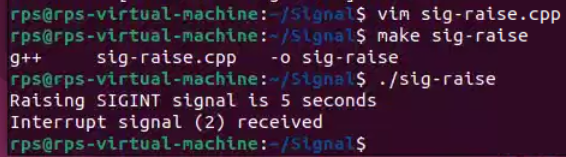 rps@rps-virtual-machine:~/Signal$ vim sig-raise.cpp
rps@rps-virtual-machine:~/Signal$ make sig-raise
g++     sig-raise.cpp   -o sig-raise
rps@rps-virtual-machine:~/Signal$ ./sig-raise
Raising SIGINT signal is 5 seconds
Interrupt signal (2) received
rps@rps-virtual-machine:~/Signal$